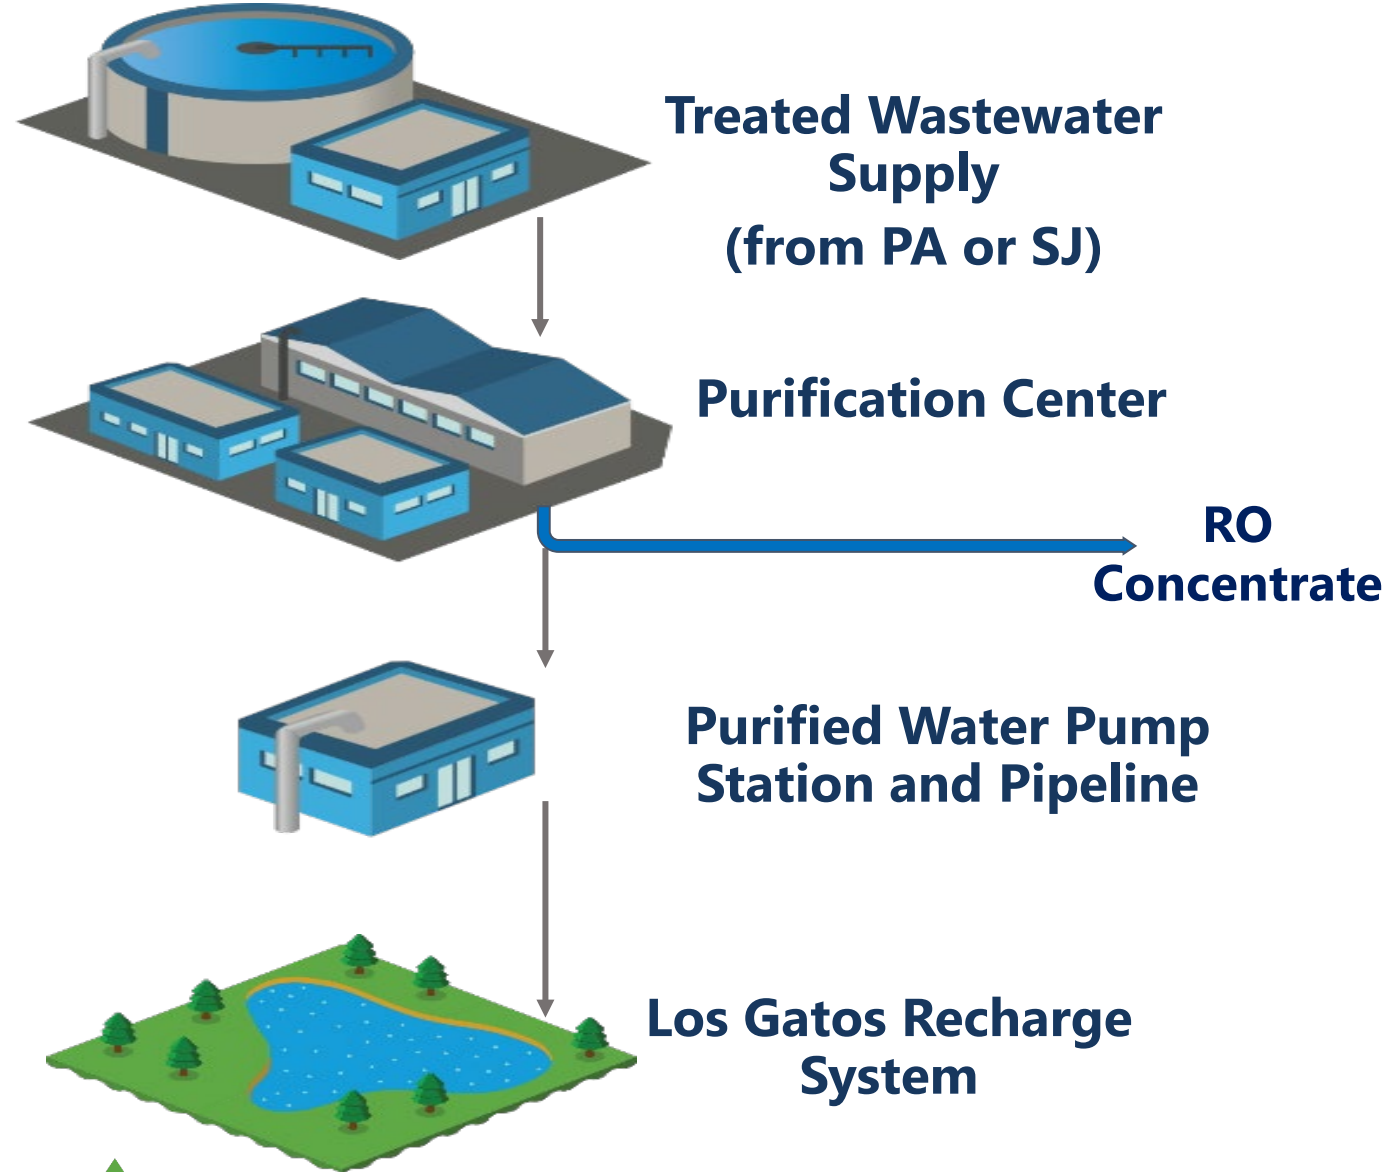 Treated Wastewater
Supply
(from PA or SJ)
Purification Center
RO
Concentrate
Purified Water Pump
Station and Pipeline
Los Gatos Recharge
System